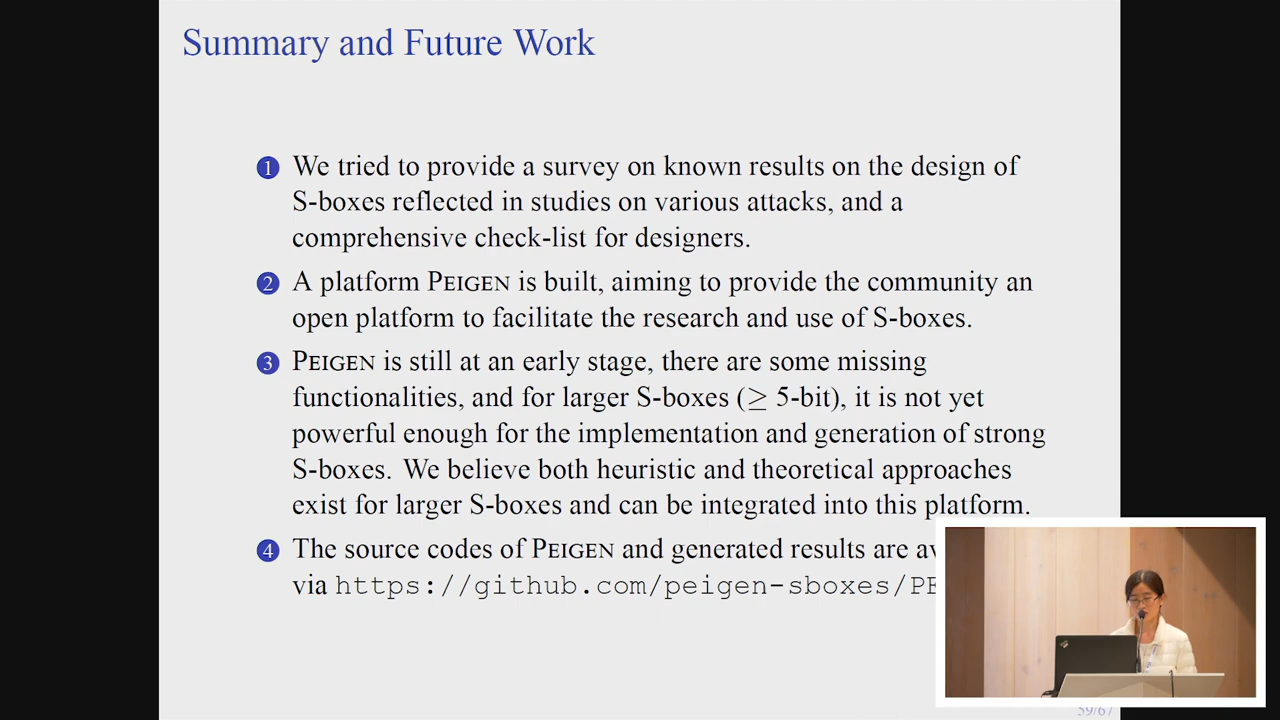 Summary and Future Work
1 We tried to provide a survey on known results on the design of
S-boxes reflected in studies on various attacks, and a
comprehensive check-list for designers.
2 A platform PEIGEN is built, aiming to provide the community an
open platform to facilitate the research and use of S-boxes.
3 PEIGEN is still at an early stage, there are some missing
functionalities, and for larger S-boxes (≥ 5-bit), it is not yet
powerful enough for the implementation and generation of strong
S-boxes. We believe both heuristic and theoretical approaches
exist for larger S-boxes and can be integrated into this platform.
4 The source codes of PEIGEN and generated results are
via https://github.com/peigen-sboxes/PE
59/67